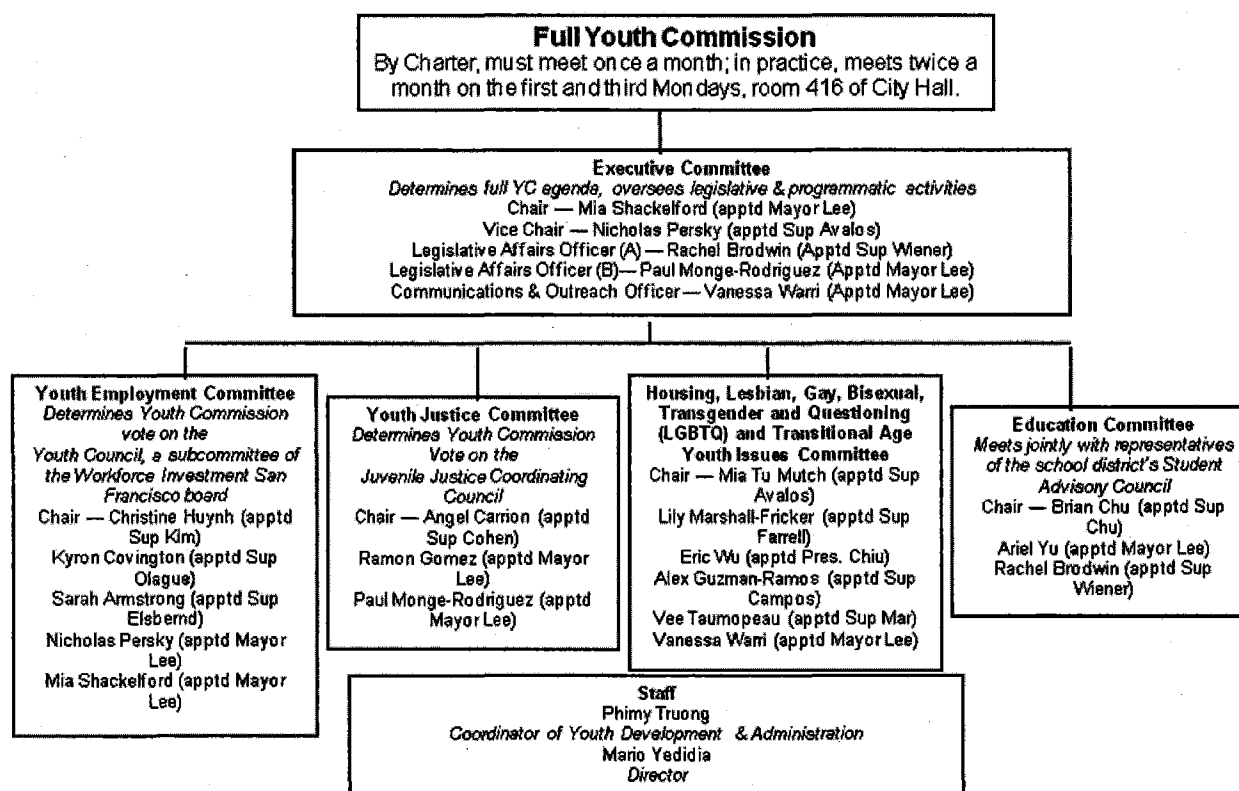 Full Youth Commission
By Charter, must meet once a month; in practice, meets twice a
month on the first and third Mondays, room 416 of City Hall.
Executive Committee
Determines full YC agenda, oversees legislative & programmatic activities
Chair — Mia Shackelford (apptd Mayor Lee)
Vice Chair — Nicholas Persky (apptd Sup Avalos)
Legislative Affairs Officer (A) — Rachel Brodwin (Apptd Sup Wiener)
Legislative Affairs Officer (B)— Paul Monge-Rodriguez (Apptd Mayor Lee)
Communications & Outreach Officer— Vanessa Warri (Apptd Mayor Lee)
Youth Employment Committee
Determines Youth Commission
vote on the
Youth Council, a subcommittee of
the Workforce Investment San
Francisco board
Chair — Christine Huynh (apptd
Sup Kim)
Kyron Covington (apptd Sup
Olague)
Sarah Armstrong (apptd Sup
Elsbernd)
Nicholas Persky (apptd Mayor
Lee)
Mia Shackelford (apptd Mayor
Lee)
Youth Justice Committee
Determines Youth Commission
Vote on the
Juvenile Justice Coordinating
Council
Chair — Angel Carrion (apptd
Sup Cohen)
Ramon Gomez (apptd Mayor
Lee)
Paul Monge-Rodriguez (apptd
Mayor Lee)
Housing, Lesbian, Gay, Bisexual,
Transgender and Questioning
(LGBTQ) and Transitional Age
Youth Issues Committee
Chair — Mia Tu Mutch (apptd Sup
Avalos)
Lily Marshall-Fricker (apptd Sup
Farrell)
Eric Wu (apptd Pres. Chiu)
Alex Guzman-Ramos (apptd Sup
Campos)
Vee Taumopeau (apptd Sup Mar)
Vanessa Warri (apptd Mayor Lee)
Education Committee
Meets jointly with representatives
of the school district's Student
Advisory Council
Chair — Brian Chu (apptd Sup
Chu)
Ariel Yu (apptd Mayor Lee)
Rachel Brodwin (apptd Sup
Wiener)
Staff
Phimy Truong
Coordinator of Youth Development & Administration
Mario Yedidia
Director